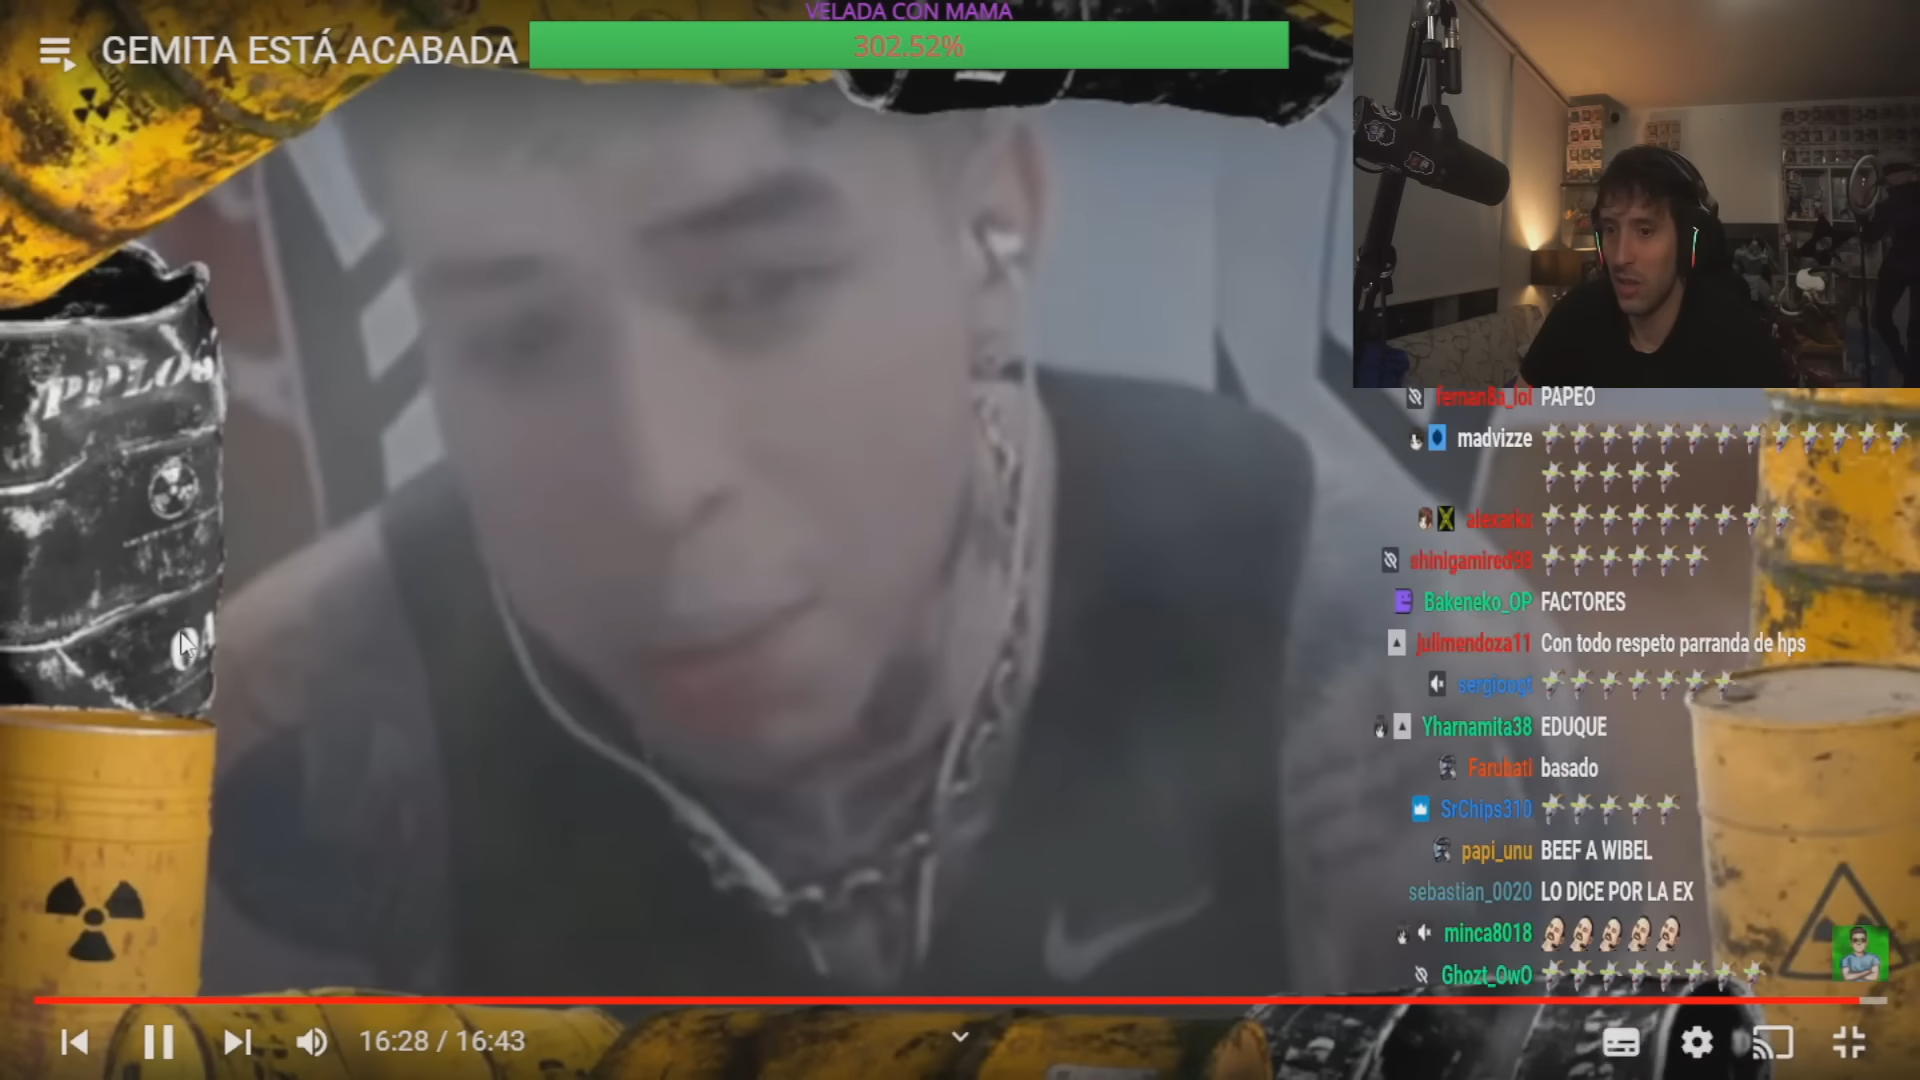 VELADA CON MAMA
GEMITA ESTÁ ACABADA
302.52%
fernan8a_lol PAPEO
madvizze
alexarkx
shinigamired98
Bakeneko_OP FACTORES
julimendoza11 Con todo respeto parranda de hps
sergiougt
Yharnamita38 EDUQUE
Farubati basado
SrChips310
papi_unu BEEF A WIBEL
sebastian_0020 LO DICE POR LA EX
minca8018
Ghozt_OwO
16:28 / 16:43